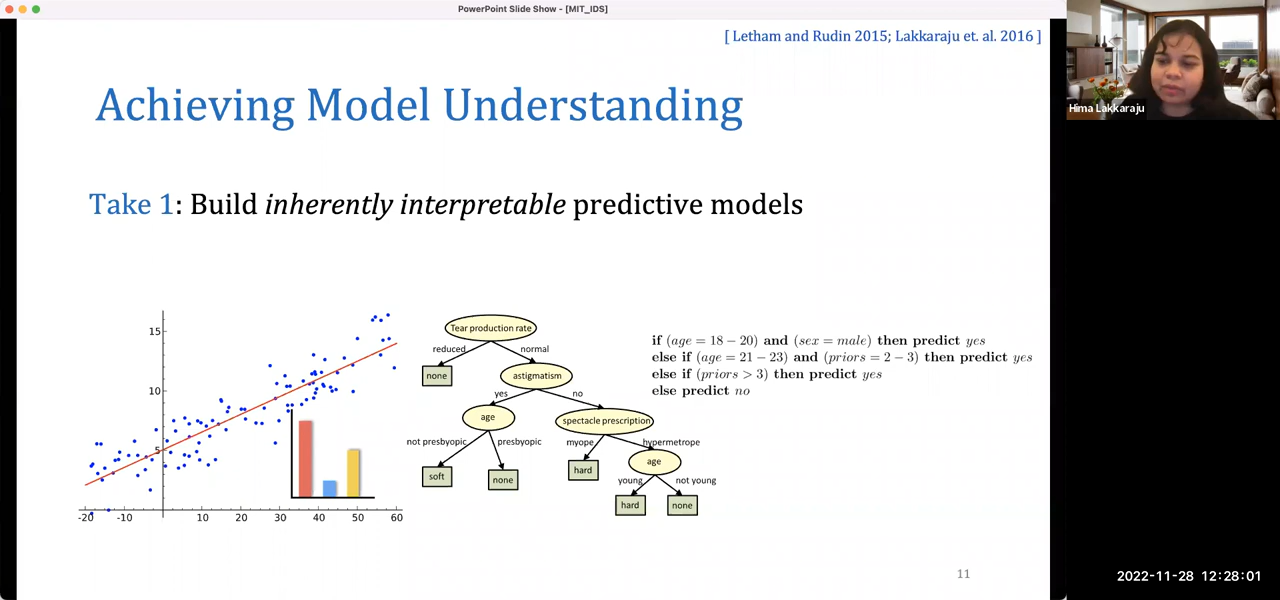 PowerPoint Slide Show - [MIT_IDS]
[ Letham and Rudin 2015; Lakkaraju et. al. 2016 ]
Achieving Model Understanding
Hima Lakkaraju
Take 1: Build inherently interpretable predictive models
15
10
5
-20 -10 10 20 30 40 50 60
Tear production rate
reduced normal
none astigmatism
yes no
age spectacle prescription
not presbyopic presbyopic myope hypermetrope
soft none hard age
young not young
hard none
if (age = 18 − 20) and (sex = male) then predict yes
else if (age = 21 − 23) and (priors = 2 − 3) then predict yes
else if (priors > 3) then predict yes
else predict no
11
2022-11-28 12:28:01